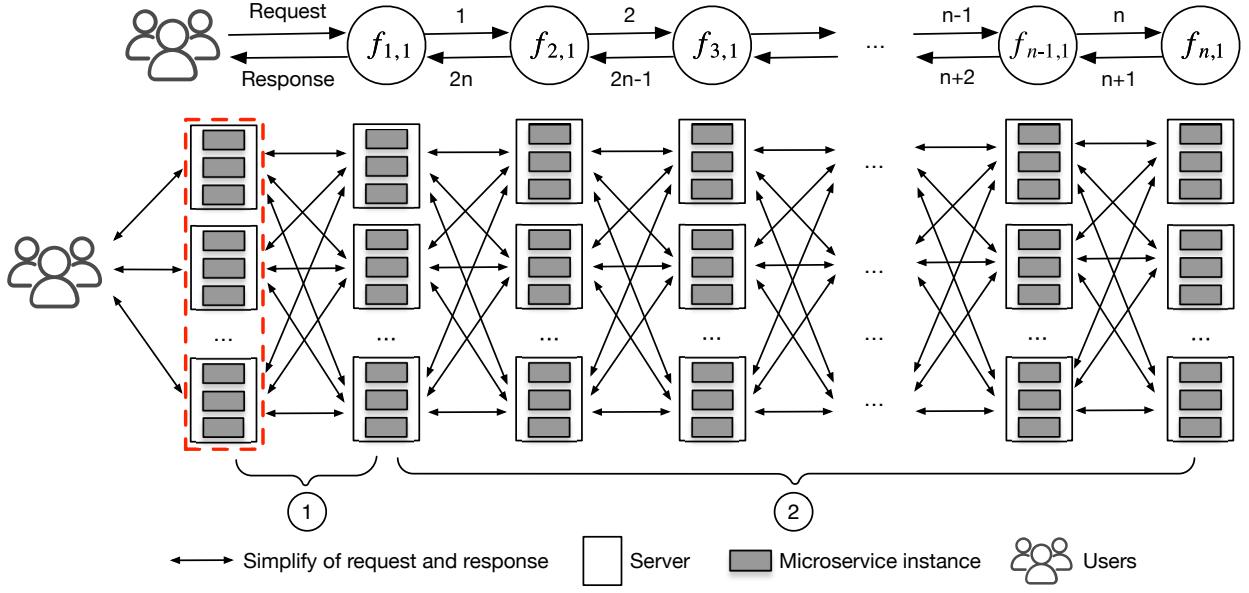 Request 1 2 n-1 n
f1,1 f2,1 f3,1 ... fn-1,1 fn,1
Response 2n 2n-1 n+2 n+1
...
...
... ... ... ... ... ... ...
...
1 2
Simplify of request and response Server Microservice instance Users